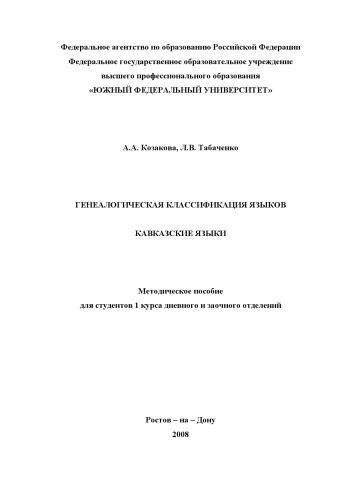 Федеральное агентство по образованию Российской Федерации
Федеральное государственное образовательное учреждение
высшего профессионального образования
«ЮЖНЫЙ ФЕДЕРАЛЬНЫЙ УНИВЕРСИТЕТ»
А.А. Козакова, Л.В. Табаченко
ГЕНЕАЛОГИЧЕСКАЯ КЛАССИФИКАЦИЯ ЯЗЫКОВ
КАВКАЗСКИЕ ЯЗЫКИ
Методическое пособие
для студентов 1 курса дневного и заочного отделений
Ростов – на – Дону
2008